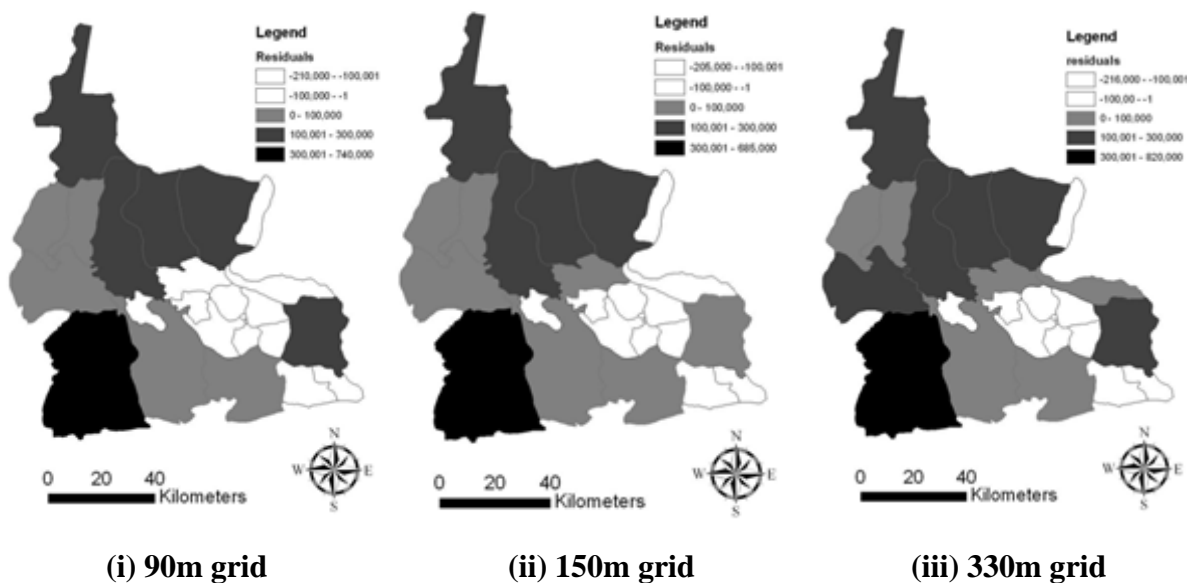 Legend
Residuals
-210,000 - -100,001
-100,000 - -1
0 - 100,000
100,001 - 300,000
300,001 - 740,000
N
W E
S
0 20 40
Kilometers
(i) 90m grid
Legend
Residuals
-205,000 - -100,001
-100,000 - -1
0 - 100,000
100,001 - 300,000
300,001 - 685,000
N
W E
S
0 20 40
Kilometers
(ii) 150m grid
Legend
residuals
-216,000 - -100,001
-100,00 - -1
0 - 100,000
100,001 - 300,000
300,001 - 820,000
N
W E
S
0 20 40
Kilometers
(iii) 330m grid